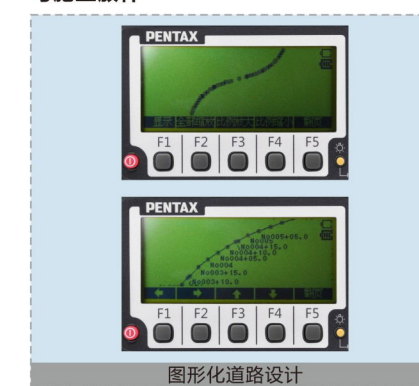 PENTAX
F1 F2 F3 F4 F5
PENTAX
No005+05.0
No005
No004+15.0
No004+10.0
No004+05.0
No004
No003+15.0
No003+10.0
F1 F2 F3 F4 F5
图形化道路设计